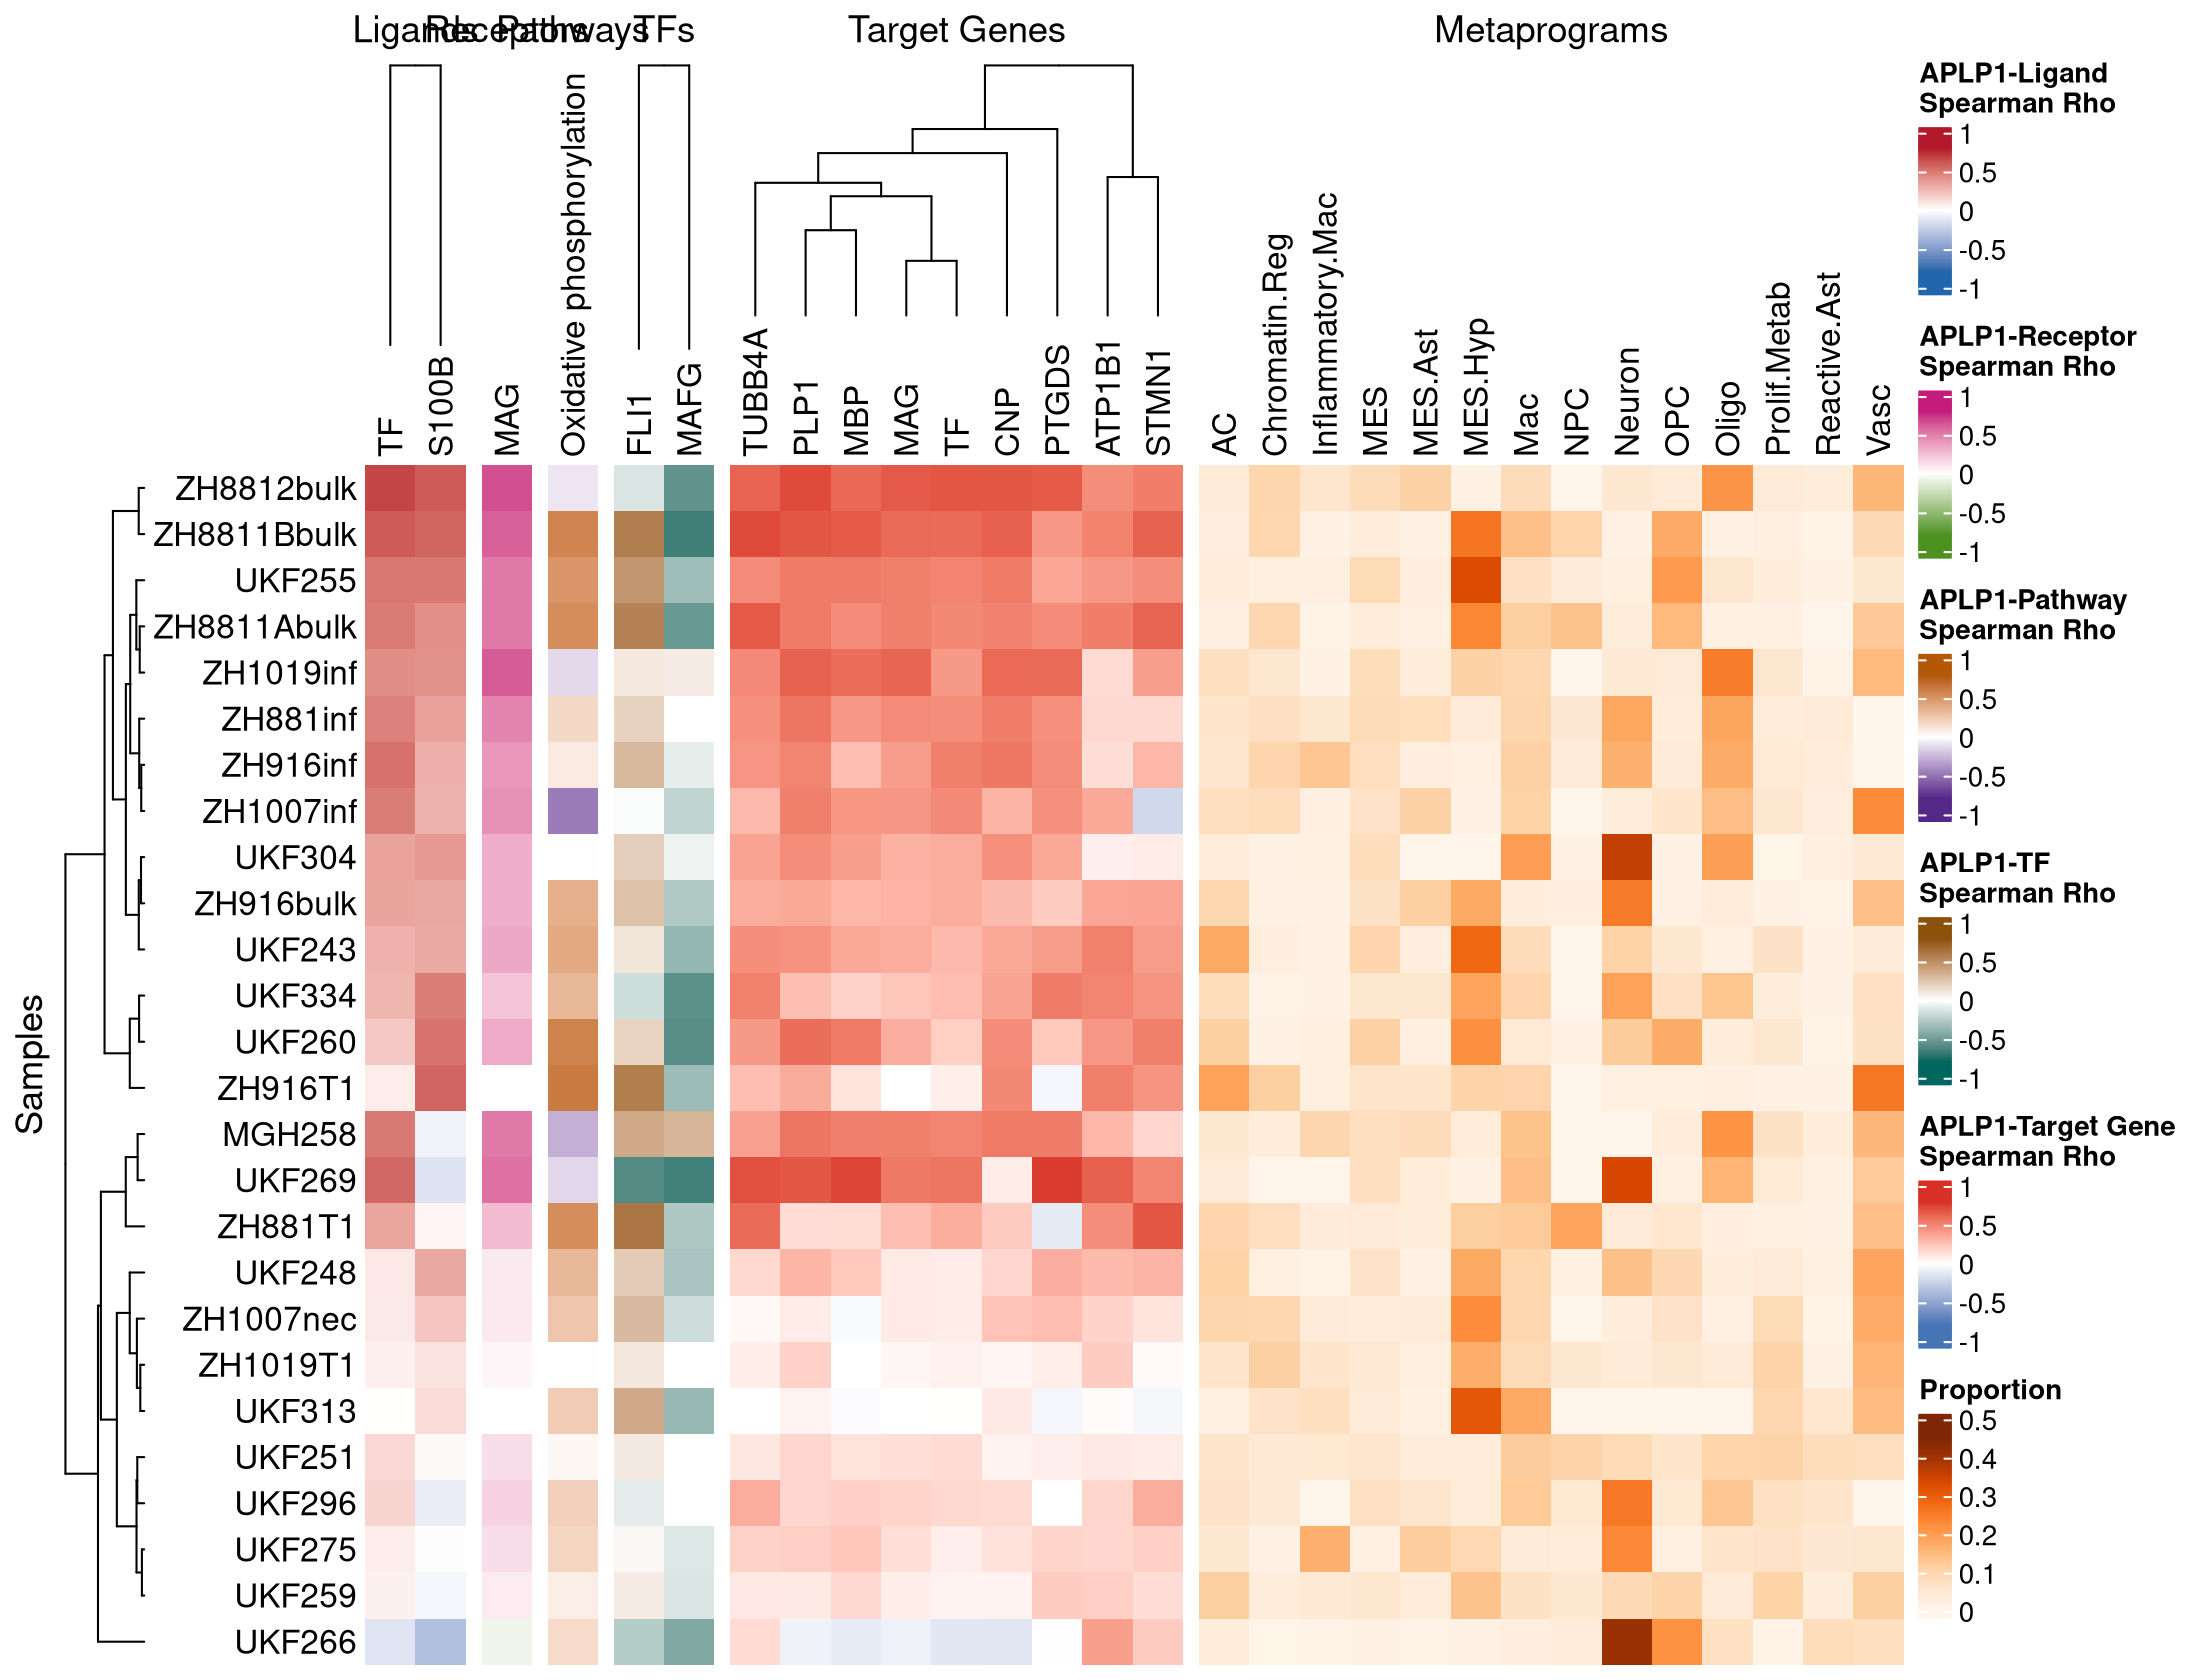 Ligands Receptors Pathways TFs Target Genes Metaprograms
TF S100B MAG Oxidative phosphorylation FLI1 MAFG TUBB4A PLP1 MBP MAG TF CNP PTGDS ATP1B1 STMN1 AC Chromatin.Reg Inflammatory.Mac MES MES.Ast MES.Hyp Mac NPC Neuron OPC Oligo Prolif.Metab Reactive.Ast Vasc
Samples
ZH8812bulk
ZH8811Bbulk
UKF255
ZH8811Abulk
ZH1019inf
ZH881inf
ZH916inf
ZH1007inf
UKF304
ZH916bulk
UKF243
UKF334
UKF260
ZH916T1
MGH258
UKF269
ZH881T1
UKF248
ZH1007nec
ZH1019T1
UKF313
UKF251
UKF296
UKF275
UKF259
UKF266
APLP1-Ligand
Spearman Rho
1
0.5
0
-0.5
-1
APLP1-Receptor
Spearman Rho
1
0.5
0
-0.5
-1
APLP1-Pathway
Spearman Rho
1
0.5
0
-0.5
-1
APLP1-TF
Spearman Rho
1
0.5
0
-0.5
-1
APLP1-Target Gene
Spearman Rho
1
0.5
0
-0.5
-1
Proportion
0.5
0.4
0.3
0.2
0.1
0